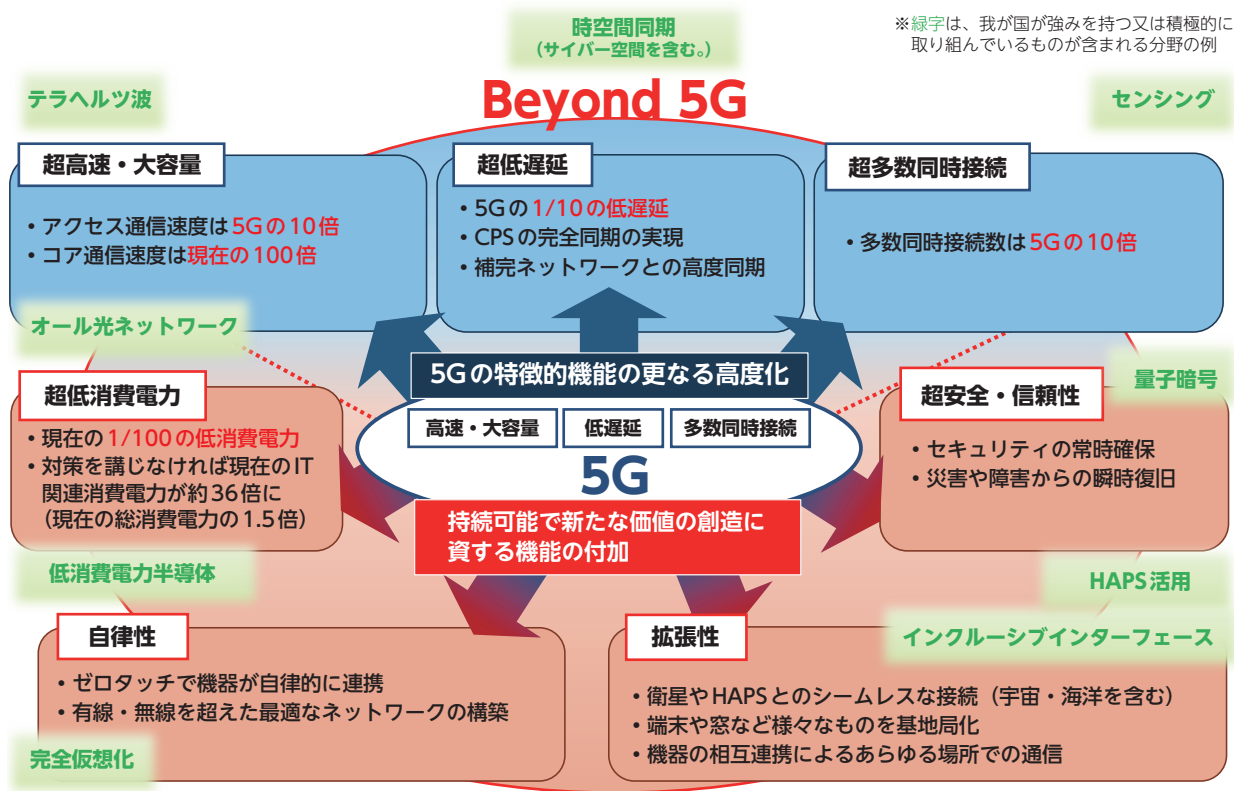 時空間同期
(サイバー空間を含む。)
※緑字は、我が国が強みを持つ又は積極的に
取り組んでいるものが含まれる分野の例
テラヘルツ波
Beyond 5G
センシング
超高速・大容量
・アクセス通信速度は5Gの10倍
・コア通信速度は現在の100倍
超低遅延
・5Gの1/10の低遅延
・CPSの完全同期の実現
・補完ネットワークとの高度同期
超多数同時接続
・多数同時接続数は5Gの10倍
オール光ネットワーク
5Gの特徴的機能の更なる高度化
量子暗号
超低消費電力
・現在の1/100の低消費電力
・対策を講じなければ現在のIT
関連消費電力が約36倍に
(現在の総消費電力の1.5倍)
高速・大容量
低遅延
多数同時接続
5G
持続可能で新たな価値の創造に
資する機能の付加
超安全・信頼性
・セキュリティの常時確保
・災害や障害からの瞬時復旧
低消費電力半導体
HAPS活用
自律性
・ゼロタッチで機器が自律的に連携
・有線・無線を超えた最適なネットワークの構築
拡張性
インクルーシブインターフェース
・衛星やHAPSとのシームレスな接続(宇宙・海洋を含む)
・端末や窓など様々なものを基地局化
・機器の相互連携によるあらゆる場所での通信
完全仮想化